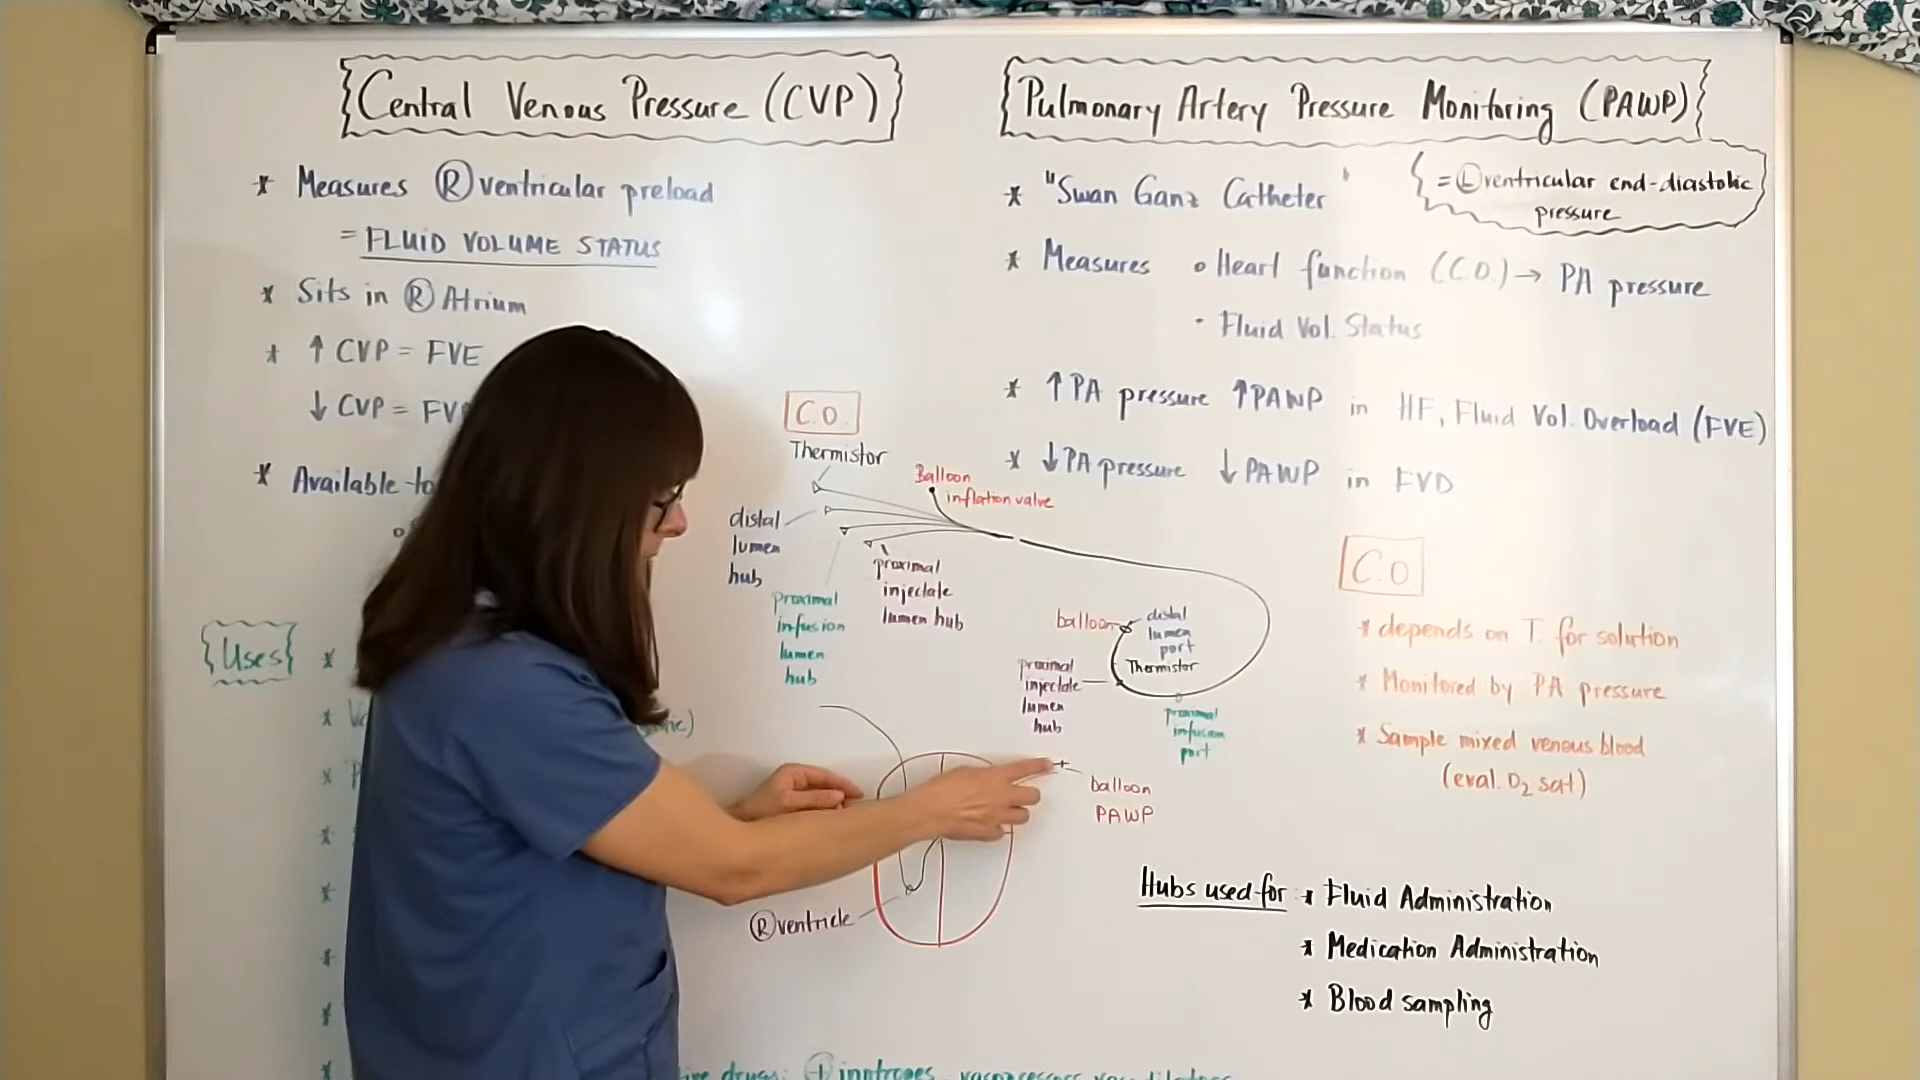 Central Venous Pressure (CVP)
* Measures Ⓡ ventricular preload
= FLUID VOLUME STATUS
* Sits in Ⓡ Atrium
* ↑ CVP = FVE
↓ CVP =
* Available
Uses
Pulmonary Artery Pressure Monitoring (PAWP)
= Ⓛ ventricular end-diastolic
pressure
* "Swan Ganz Catheter"
* Measures o Heart function (C.O.) → PA pressure
· Fluid Vol. Status
* ↑ PA pressure ↑ PAWP in HF, Fluid Vol. Overload (FVE)
* ↓ PA pressure ↓ PAWP in FVD
C.O.
Thermistor
Balloon
inflation valve
distal
lumen
hub
proximal
infusion
lumen
hub
proximal
injectate
lumen hub
balloon
distal
lumen
port
Thermistor
proximal
injectate
lumen
hub
proximal
infusion
port
balloon
PAWP
Ⓡ ventricle
C.O.
* depends on T. for solution
* Monitored by PA pressure
* Sample mixed venous blood
(eval. O₂ sat)
Hubs used for * Fluid Administration
* Medication Administration
* Blood sampling
drugs: ⊕ inotropes, vasopressors